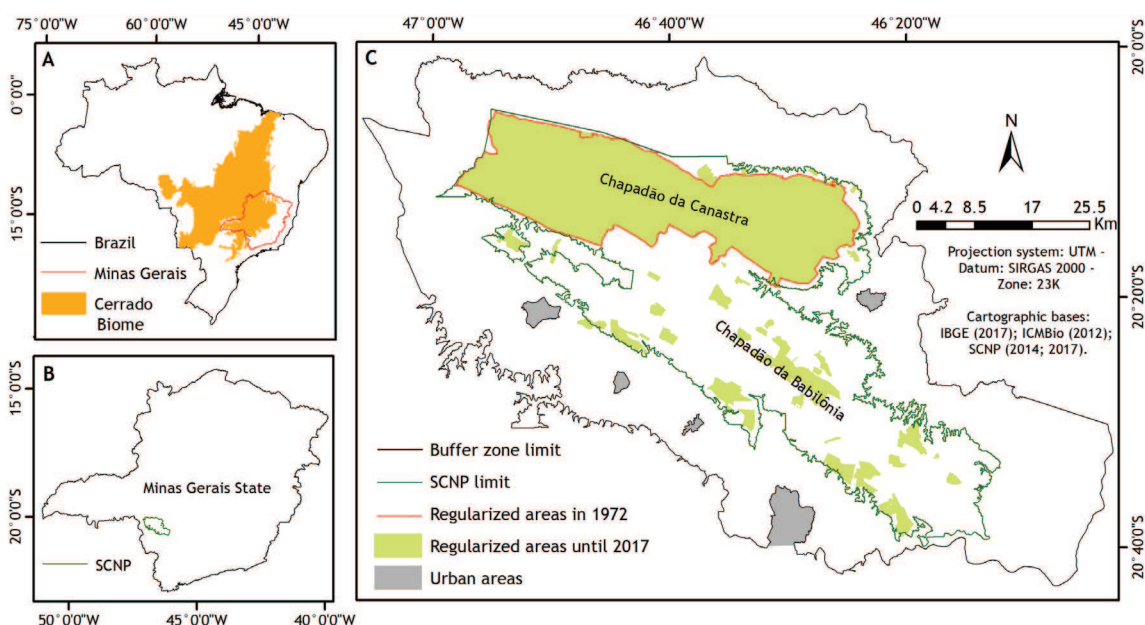 75°0'0"W
60°0'0"W
45°0'0"W
A
0°0'0"
15°0'0"S
Brazil
Minas Gerais
Cerrado
Biome
B
15°0'0"S
20°0'0"S
Minas Gerais State
SCNP
50°0'0"W
45°0'0"W
40°0'0"W
47°0'0"W
46°40'0"W
46°20'0"W
C
20°0'0"S
20°20'0"S
20°40'0"S
N
0 4.2 8.5 17 25.5
Km
Projection system: UTM -
Datum: SIRGAS 2000 -
Zone: 23K
Cartographic bases:
IBGE (2017); ICMBio (2012);
SCNP (2014; 2017).
Chapadão da Canastra
Chapadão da Babilônia
Buffer zone limit
SCNP limit
Regularized areas in 1972
Regularized areas until 2017
Urban areas